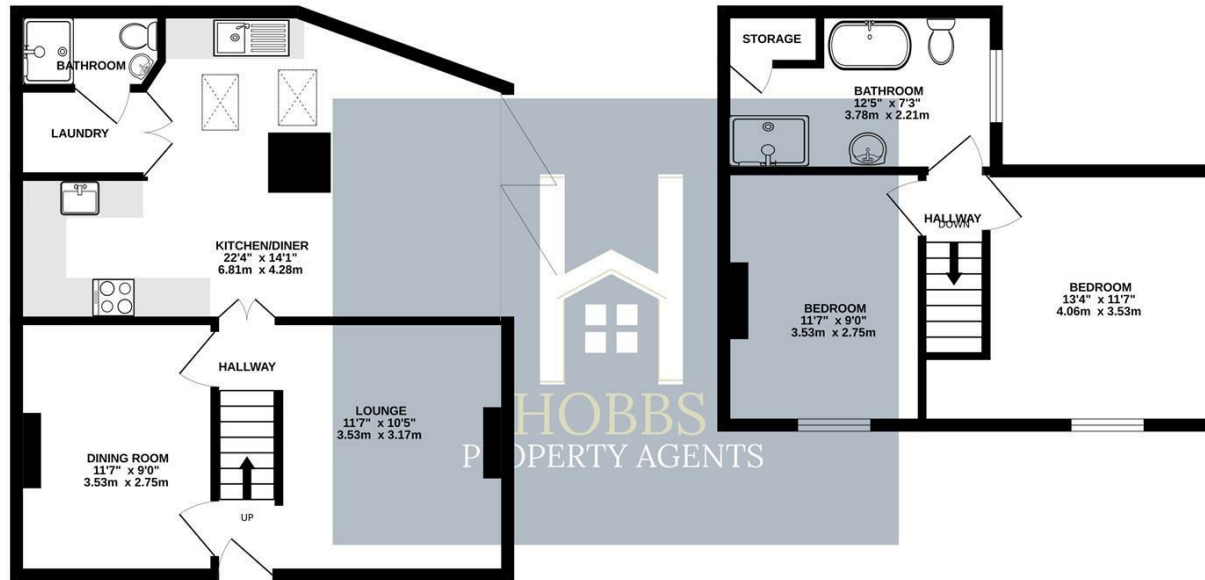 BATHROOM
LAUNDRY
KITCHEN/DINER
22'4" x 14'1"
6.81m x 4.28m
HALLWAY
DINING ROOM
11'7" x 9'0"
3.53m x 2.75m
LOUNGE
11'7" x 10'5"
3.53m x 3.17m
UP
STORAGE
BATHROOM
12'5" x 7'3"
3.78m x 2.21m
HALLWAY
DOWN
BEDROOM
11'7" x 9'0"
3.53m x 2.75m
BEDROOM
13'4" x 11'7"
4.06m x 3.53m
H
HOBBS
PROPERTY AGENTS